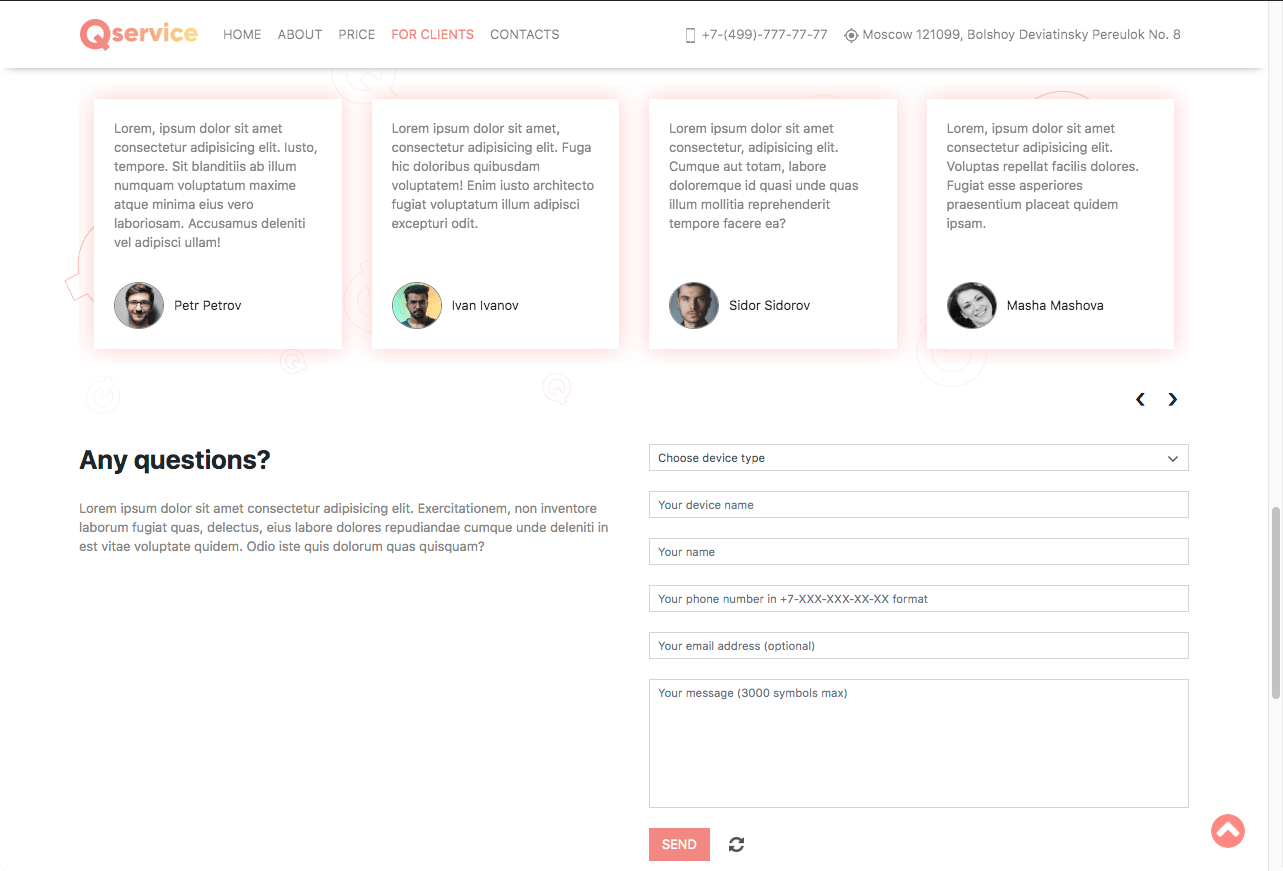 Qservice HOME ABOUT PRICE FOR CLIENTS CONTACTS +7-(499)-777-77-77 Moscow 121099, Bolshoy Deviatinsky Pereulok No. 8
Lorem, ipsum dolor sit amet
consectetur adipisicing elit. Iusto,
tempore. Sit blanditiis ab illum
numquam voluptatum maxime
atque minima eius vero
laboriosam. Accusamus deleniti
vel adipisci ullam!
Petr Petrov
Lorem, ipsum dolor sit amet,
consectetur adipisicing elit. Fuga
hic doloribus quibusdam
voluptatem! Enim iusto architecto
fugiat voluptatum illum adipisci
excepturi odit.
Ivan Ivanov
Lorem ipsum dolor sit amet
consectetur, adipisicing elit.
Cumque aut totam, labore
doloremque id quasi unde quas
illum mollitia reprehenderit
tempore facere ea?
Sidor Sidorov
Lorem, ipsum dolor sit amet
consectetur adipisicing elit.
Voluptas repellat facilis dolores.
Fugiat esse asperiores
praesentium placeat quidem
ipsam.
Masha Mashova
Any questions?
Lorem ipsum dolor sit amet consectetur adipisicing elit. Exercitationem, non inventore
laborum fugiat quas, delectus, eius labore dolores repudiandae cumque unde deleniti in
est vitae voluptate quidem. Odio iste quis dolorum quas quisquam?
Choose device type
Your device name
Your name
Your phone number in +7-XXX-XXX-XX-XX format
Your email address (optional)
Your message (3000 symbols max)
SEND